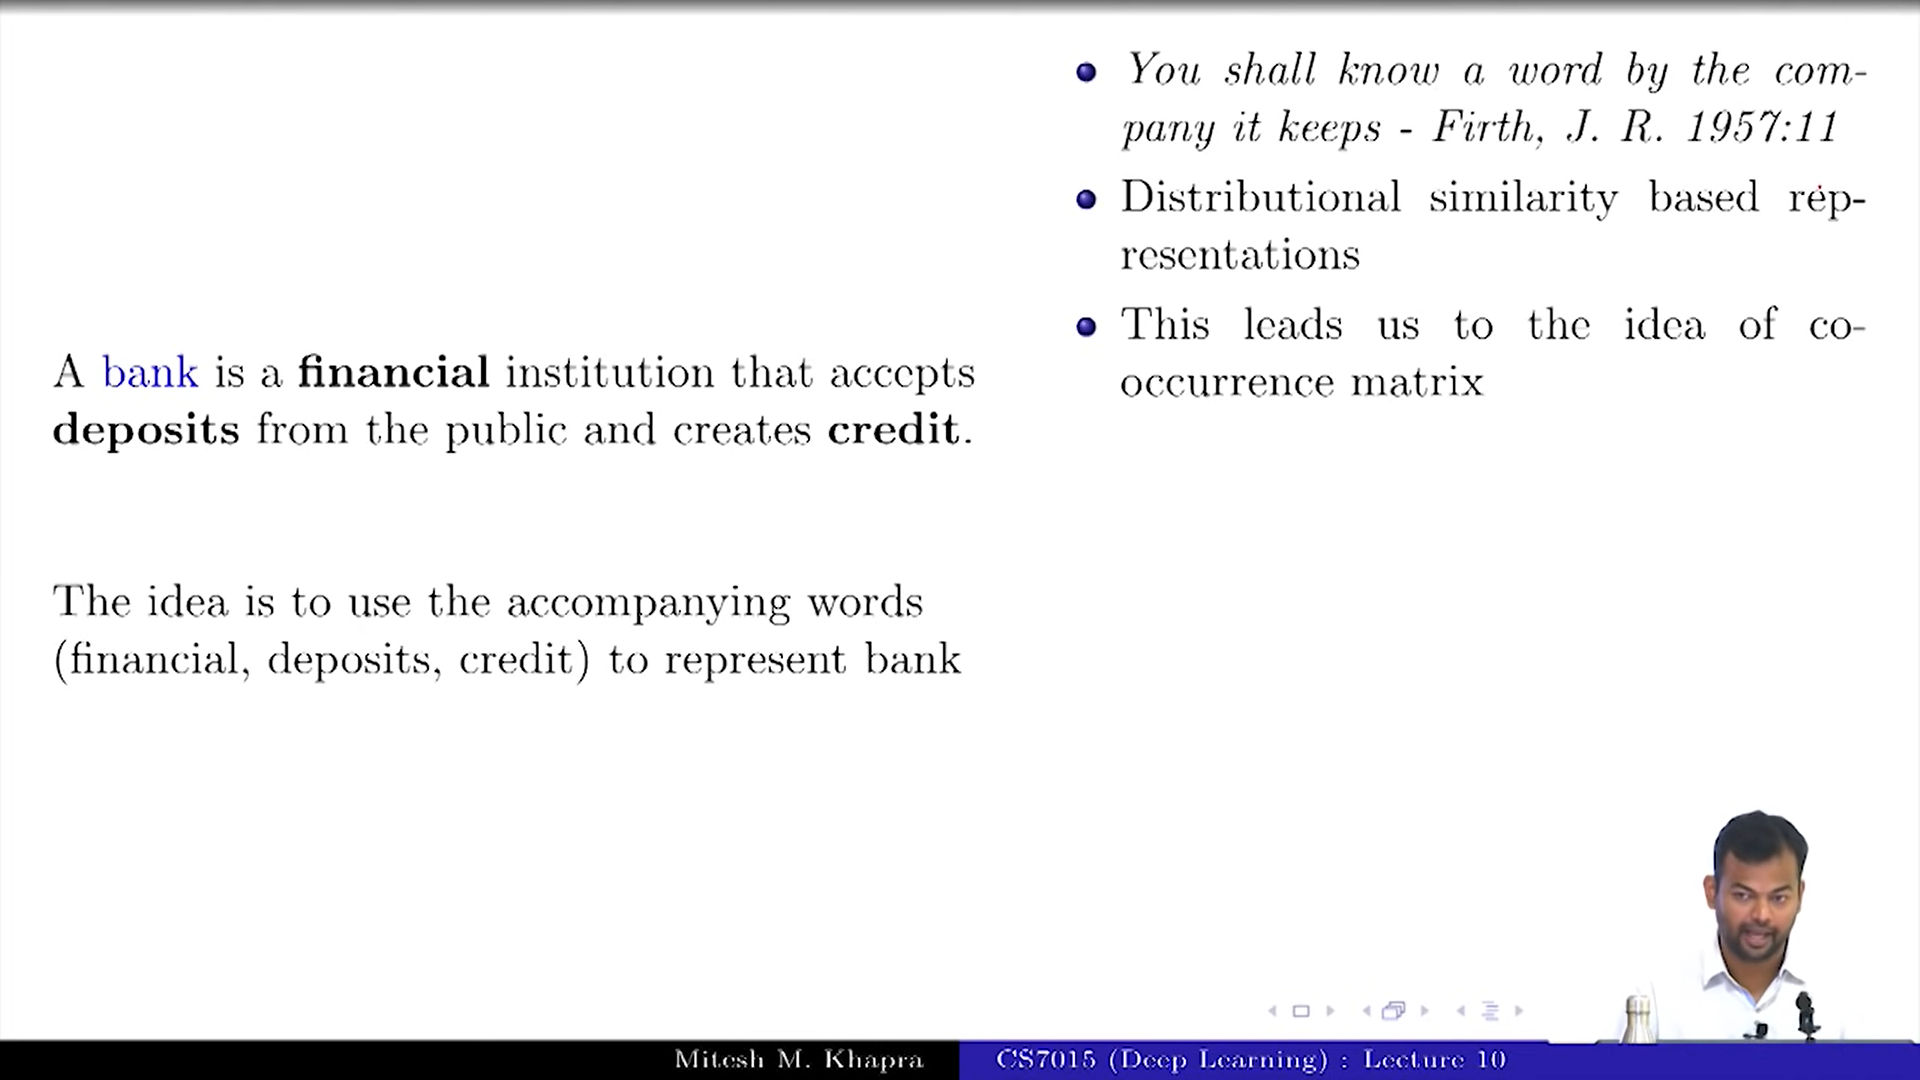 A bank is a financial institution that accepts
deposits from the public and creates credit.
The idea is to use the accompanying words
(financial, deposits, credit) to represent bank
You shall know a word by the com-
pany it keeps - Firth, J. R. 1957:11
Distributional similarity based rep-
resentations
This leads us to the idea of co-
occurrence matrix
Mitesh M. Khapra
CS7015 (Deep Learning) : Lecture 10